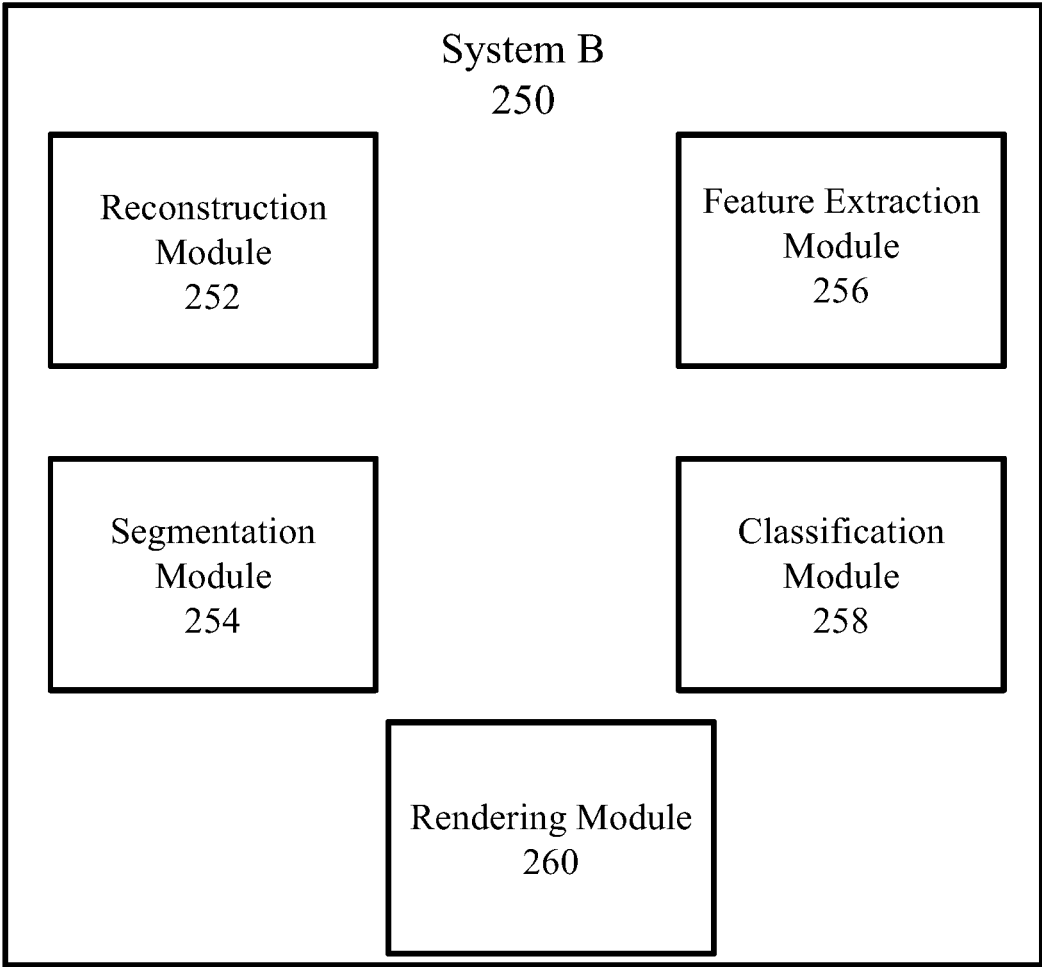 System B
250
Reconstruction
Module
252
Feature Extraction
Module
256
Segmentation
Module
254
Classification
Module
258
Rendering Module
260